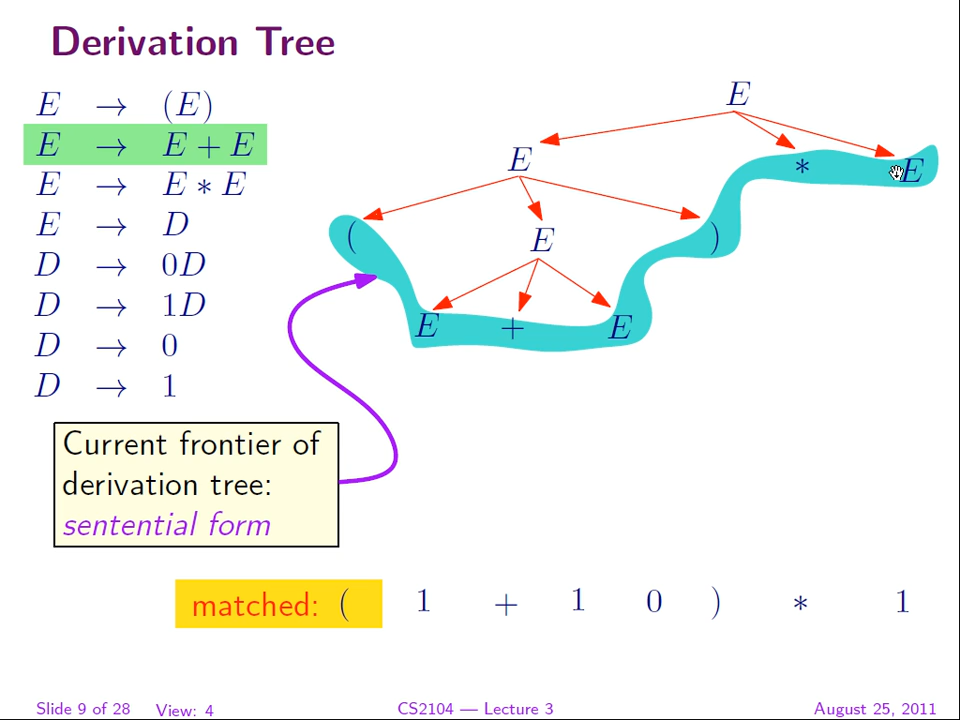 Derivation Tree
E → (E)
E → E + E
E → E ∗ E
E → D
D → 0D
D → 1D
D → 0
D → 1
E
E ∗ E
( E )
E + E
Current frontier of
derivation tree:
sentential form
matched: ( 1 + 1 0 ) ∗ 1
Slide 9 of 28 View: 4 CS2104 — Lecture 3 August 25, 2011